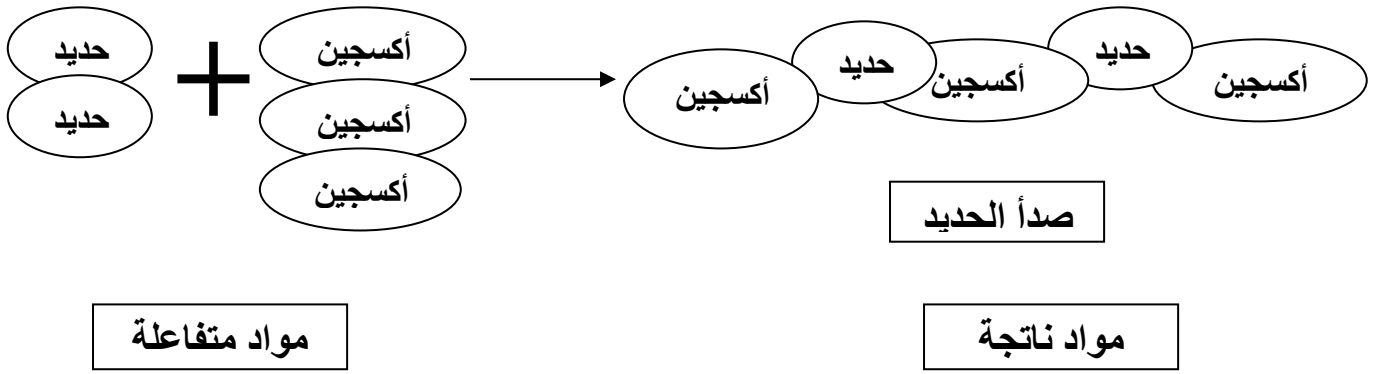 حديد
حديد
+
أكسجين
أكسجين
أكسجين
أكسجين
حديد
أكسجين
حديد
أكسجين
صدأ الحديد
مواد متفاعلة
مواد ناتجة